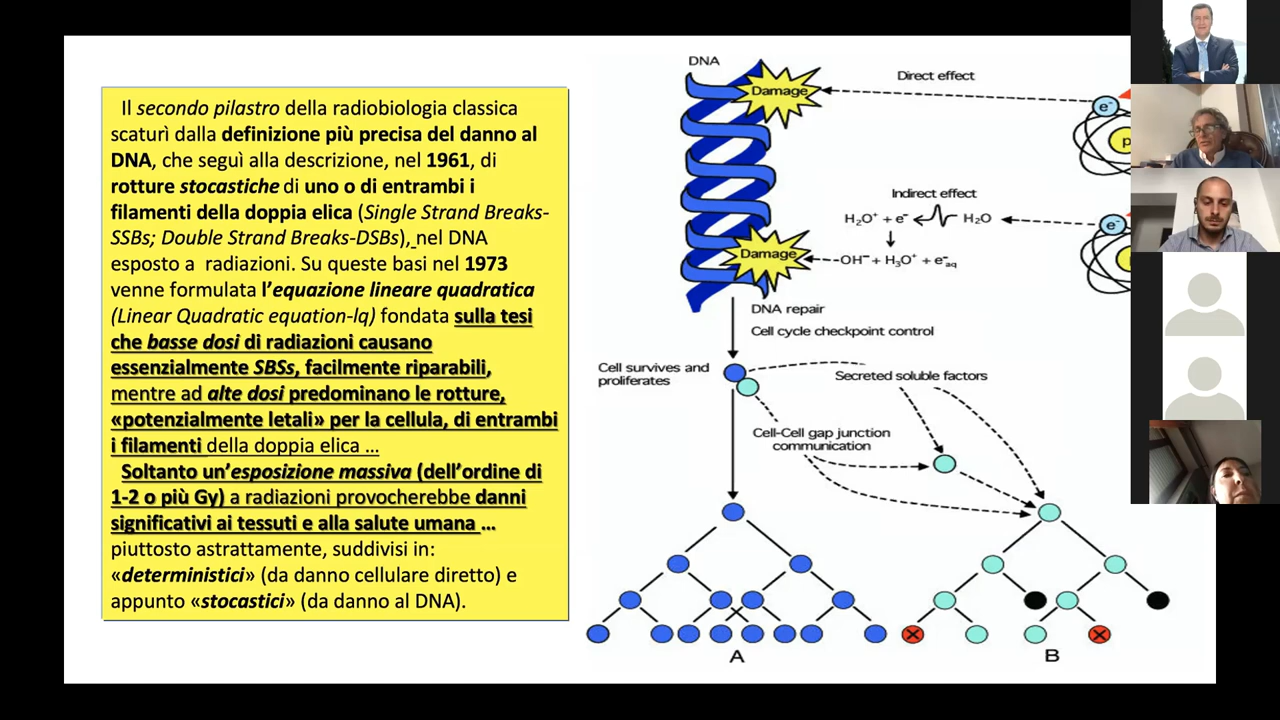 Il secondo pilastro della radiobiologia classica
scaturì dalla definizione più precisa del danno al
DNA, che seguì alla descrizione, nel 1961, di
rotture stocastiche di uno o di entrambi i
filamenti della doppia elica (Single Strand Breaks-
SSBs; Double Strand Breaks-DSBs), nel DNA
esposto a radiazioni. Su queste basi nel 1973
venne formulata l'equazione lineare quadratica
(Linear Quadratic equation-lq) fondata sulla tesi
che basse dosi di radiazioni causano
essenzialmente SBSs, facilmente riparabili,
mentre ad alte dosi predominano le rotture,
«potenzialmente letali» per la cellula, di entrambi
i filamenti della doppia elica ...
Soltanto un'esposizione massiva (dell'ordine di
1-2 o più Gy) a radiazioni provocherebbe danni
significativi ai tessuti e alla salute umana ...
piuttosto astrattamente, suddivisi in:
«deterministici» (da danno cellulare diretto) e
appunto «stocastici» (da danno al DNA).
DNA
Damage
Direct effect
e⁻
p
Indirect effect
H₂O⁺ + e⁻ H₂O
e⁻
Damage
OH⁻ + H₃O⁺ + e⁻aq
DNA repair
Cell cycle checkpoint control
Cell survives and
proliferates
Secreted soluble factors
Cell-Cell gap junction
communication
A
B